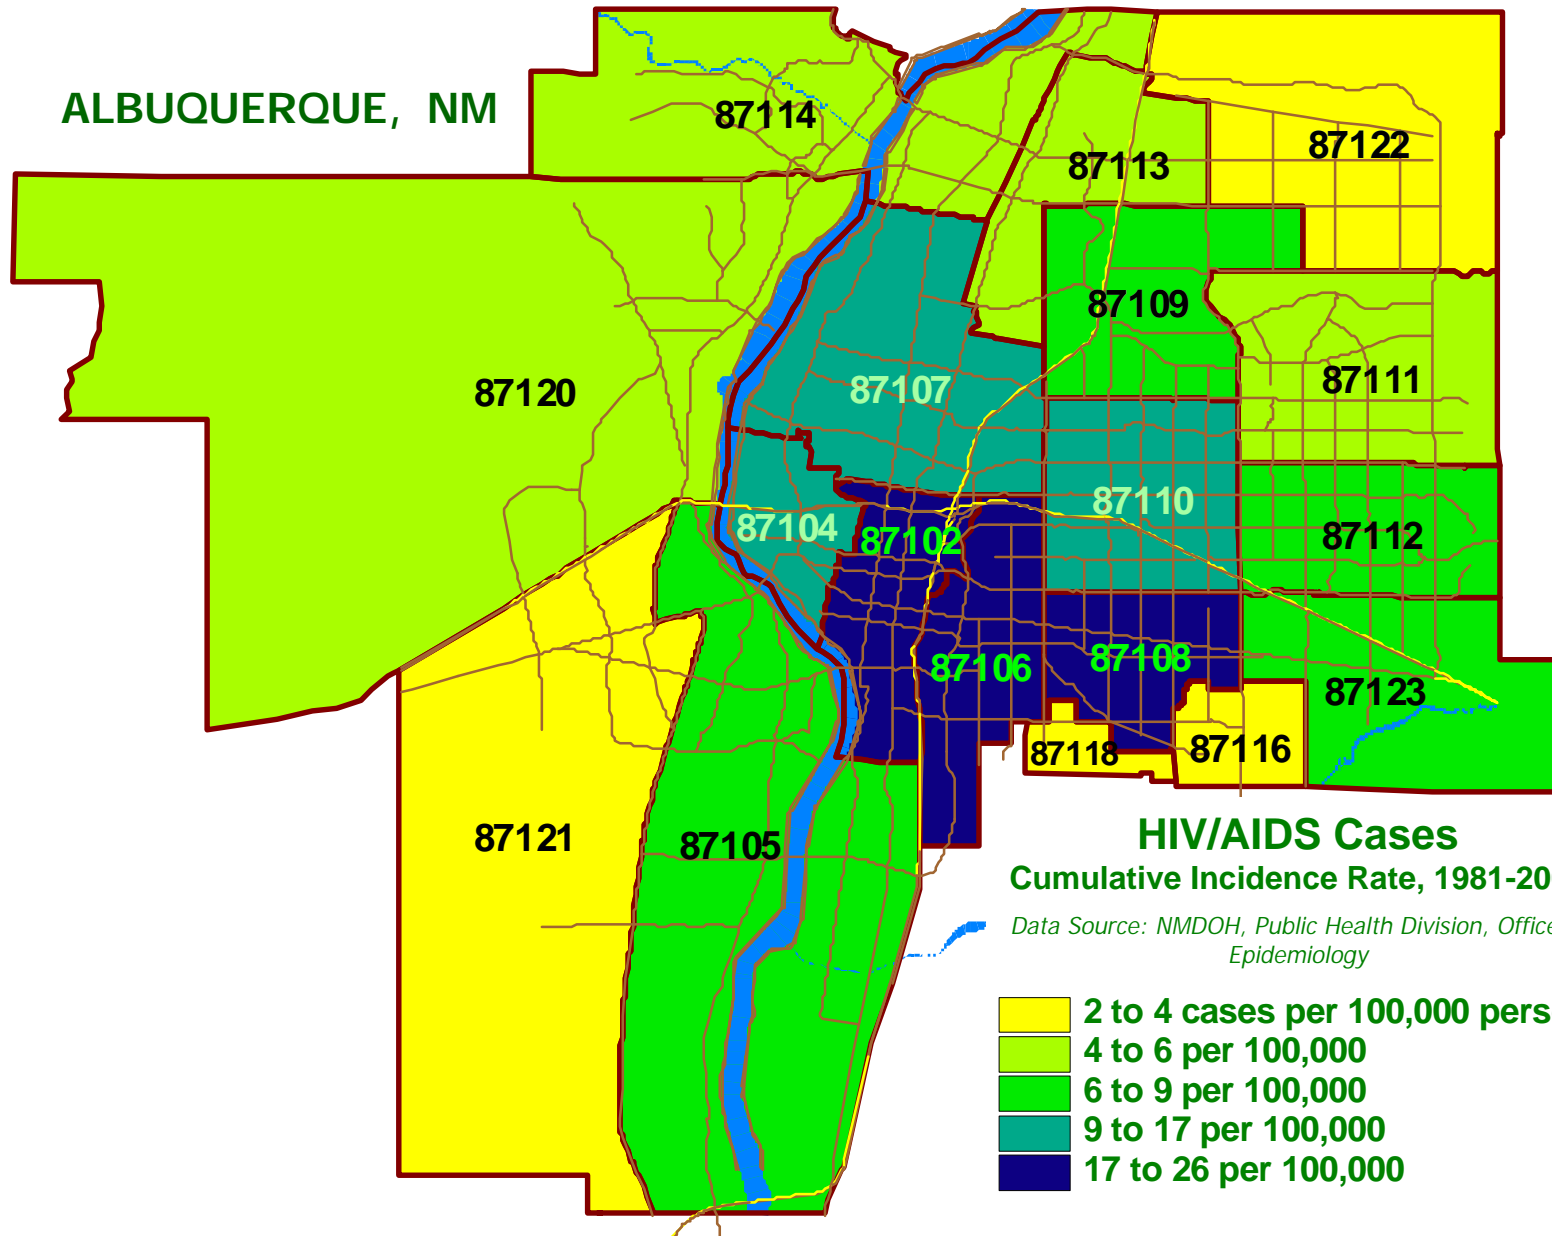 ALBUQUERQUE, NM
87114
87122
87113
87109
87111
87120
87107
87110
87104
87102
87112
87106
87108
87123
87118
87116
87121
87105
HIV/AIDS Cases
Cumulative Incidence Rate, 1981-20
Data Source: NMDOH, Public Health Division, Office
Epidemiology
2 to 4 cases per 100,000 pers
4 to 6 per 100,000
6 to 9 per 100,000
9 to 17 per 100,000
17 to 26 per 100,000